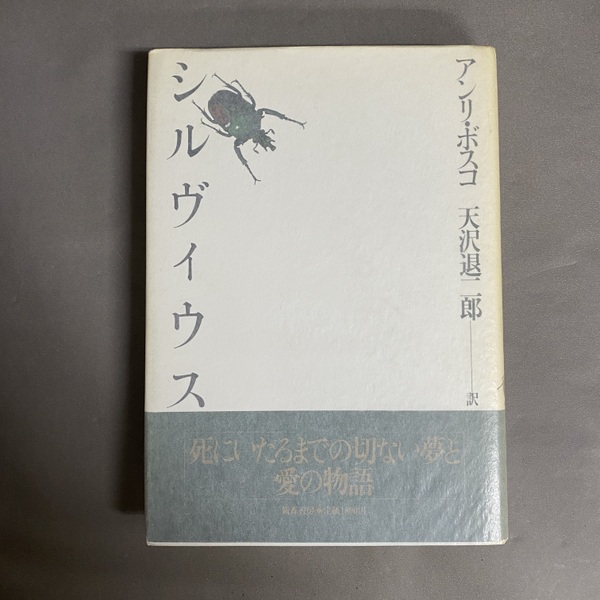 アンリ・ボスコ 天沢退二郎――訳
シルヴィウス
死にいたるまでの切ない夢と
愛の物語